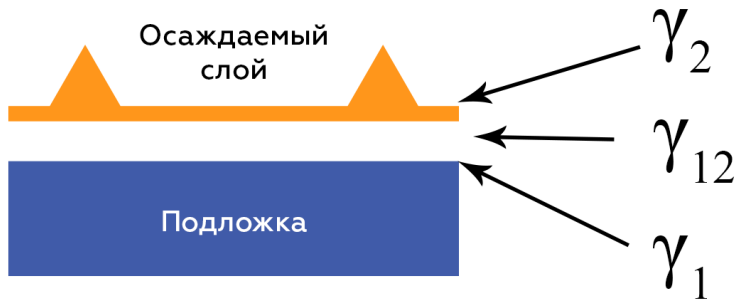 Осаждаемый
слой
γ2
γ12
Подложка
γ1